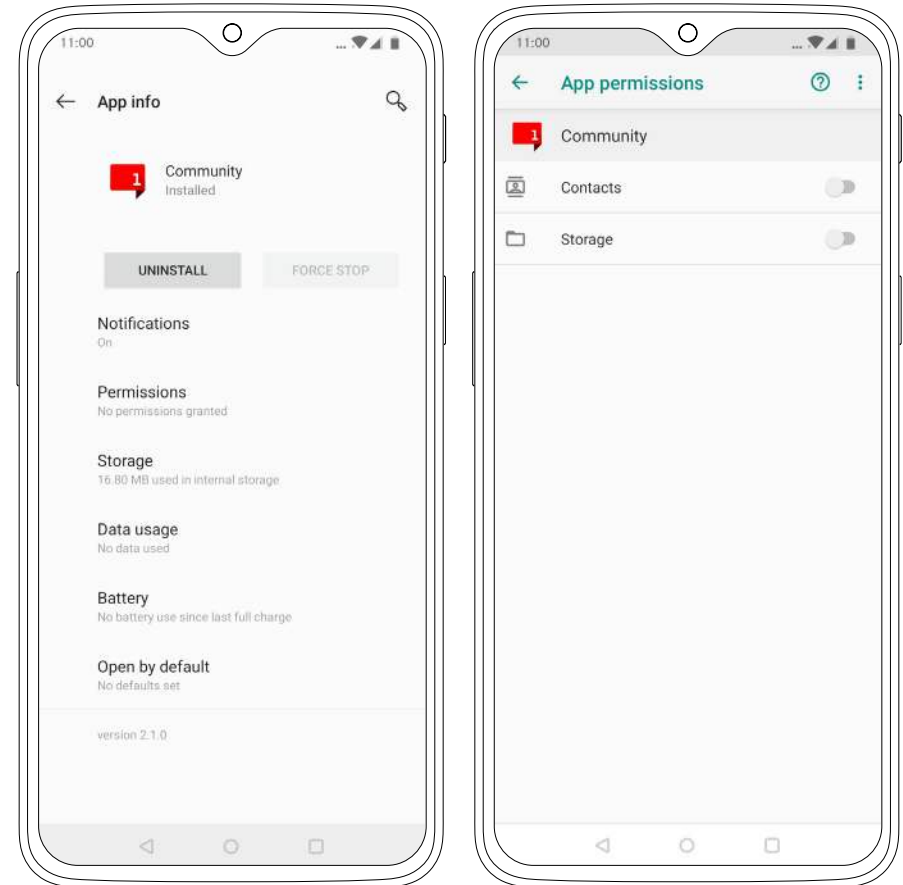 11:00
...
App info
1
Community
Installed
UNINSTALL
FORCE STOP
Notifications
On
Permissions
No permissions granted
Storage
16.80 MB used in internal storage
Data usage
No data used
Battery
No battery use since last full charge
Open by default
No defaults set
version 2.1.0
11:00
...
App permissions
?
1
Community
Contacts
Storage